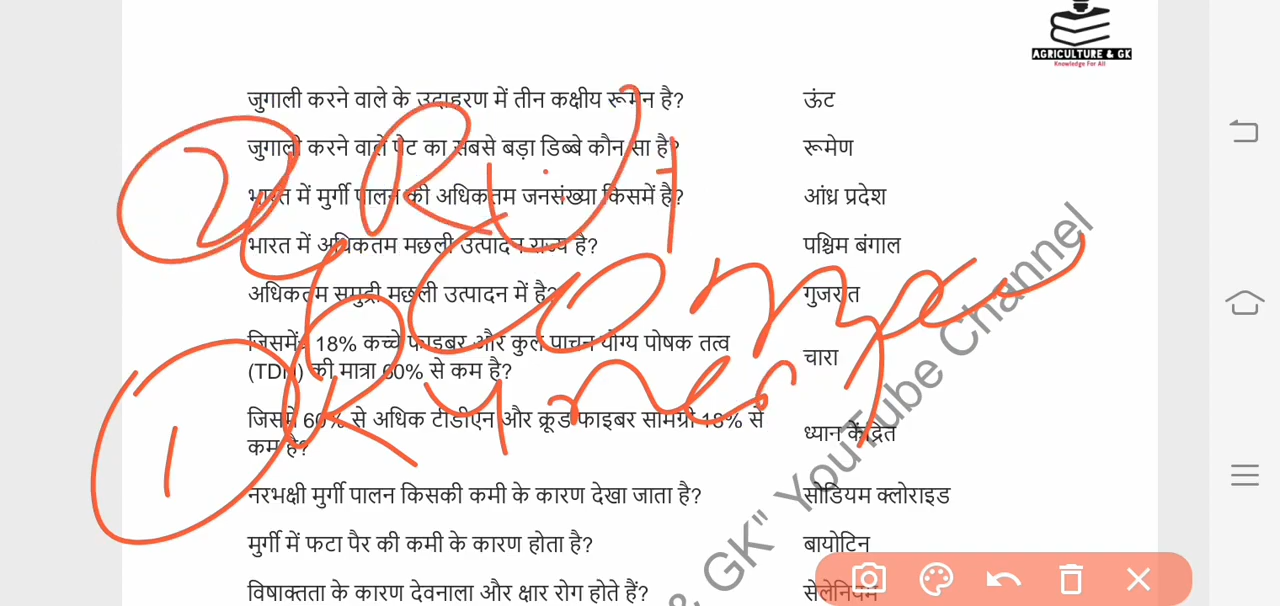 AGRICULTURE & GK
Knowledge For All
जुगाली करने वाले के उदाहरण में तीन कक्षीय रूमेन है? ऊंट
जुगाली करने वाले पेट का सबसे बड़ा डिब्बे कौन सा है? रूमेण
भारत में मुर्गी पालन की अधिकतम जनसंख्या किसमें है? आंध्र प्रदेश
भारत में अधिकतम मछली उत्पादन राज्य है? पश्चिम बंगाल
अधिकतम समुद्री मछली उत्पादन में है? गुजरात
जिसमें 18% कच्चे फाइबर और कुल पाचन योग्य पोषक तत्व
(TDN) की मात्रा 60% से कम है? चारा
जिसमें 60% से अधिक टीडीएन और क्रूड फाइबर सामग्री 18% से
कम है? ध्यान केंद्रित
नरभक्षी मुर्गी पालन किसकी कमी के कारण देखा जाता है? सोडियम क्लोराइड
मुर्गी में फटा पैर की कमी के कारण होता है? बायोटिन
विषाक्तता के कारण देवनाला और क्षार रोग होते हैं? सेलेनियम
& GK" YouTube Channel
2
1